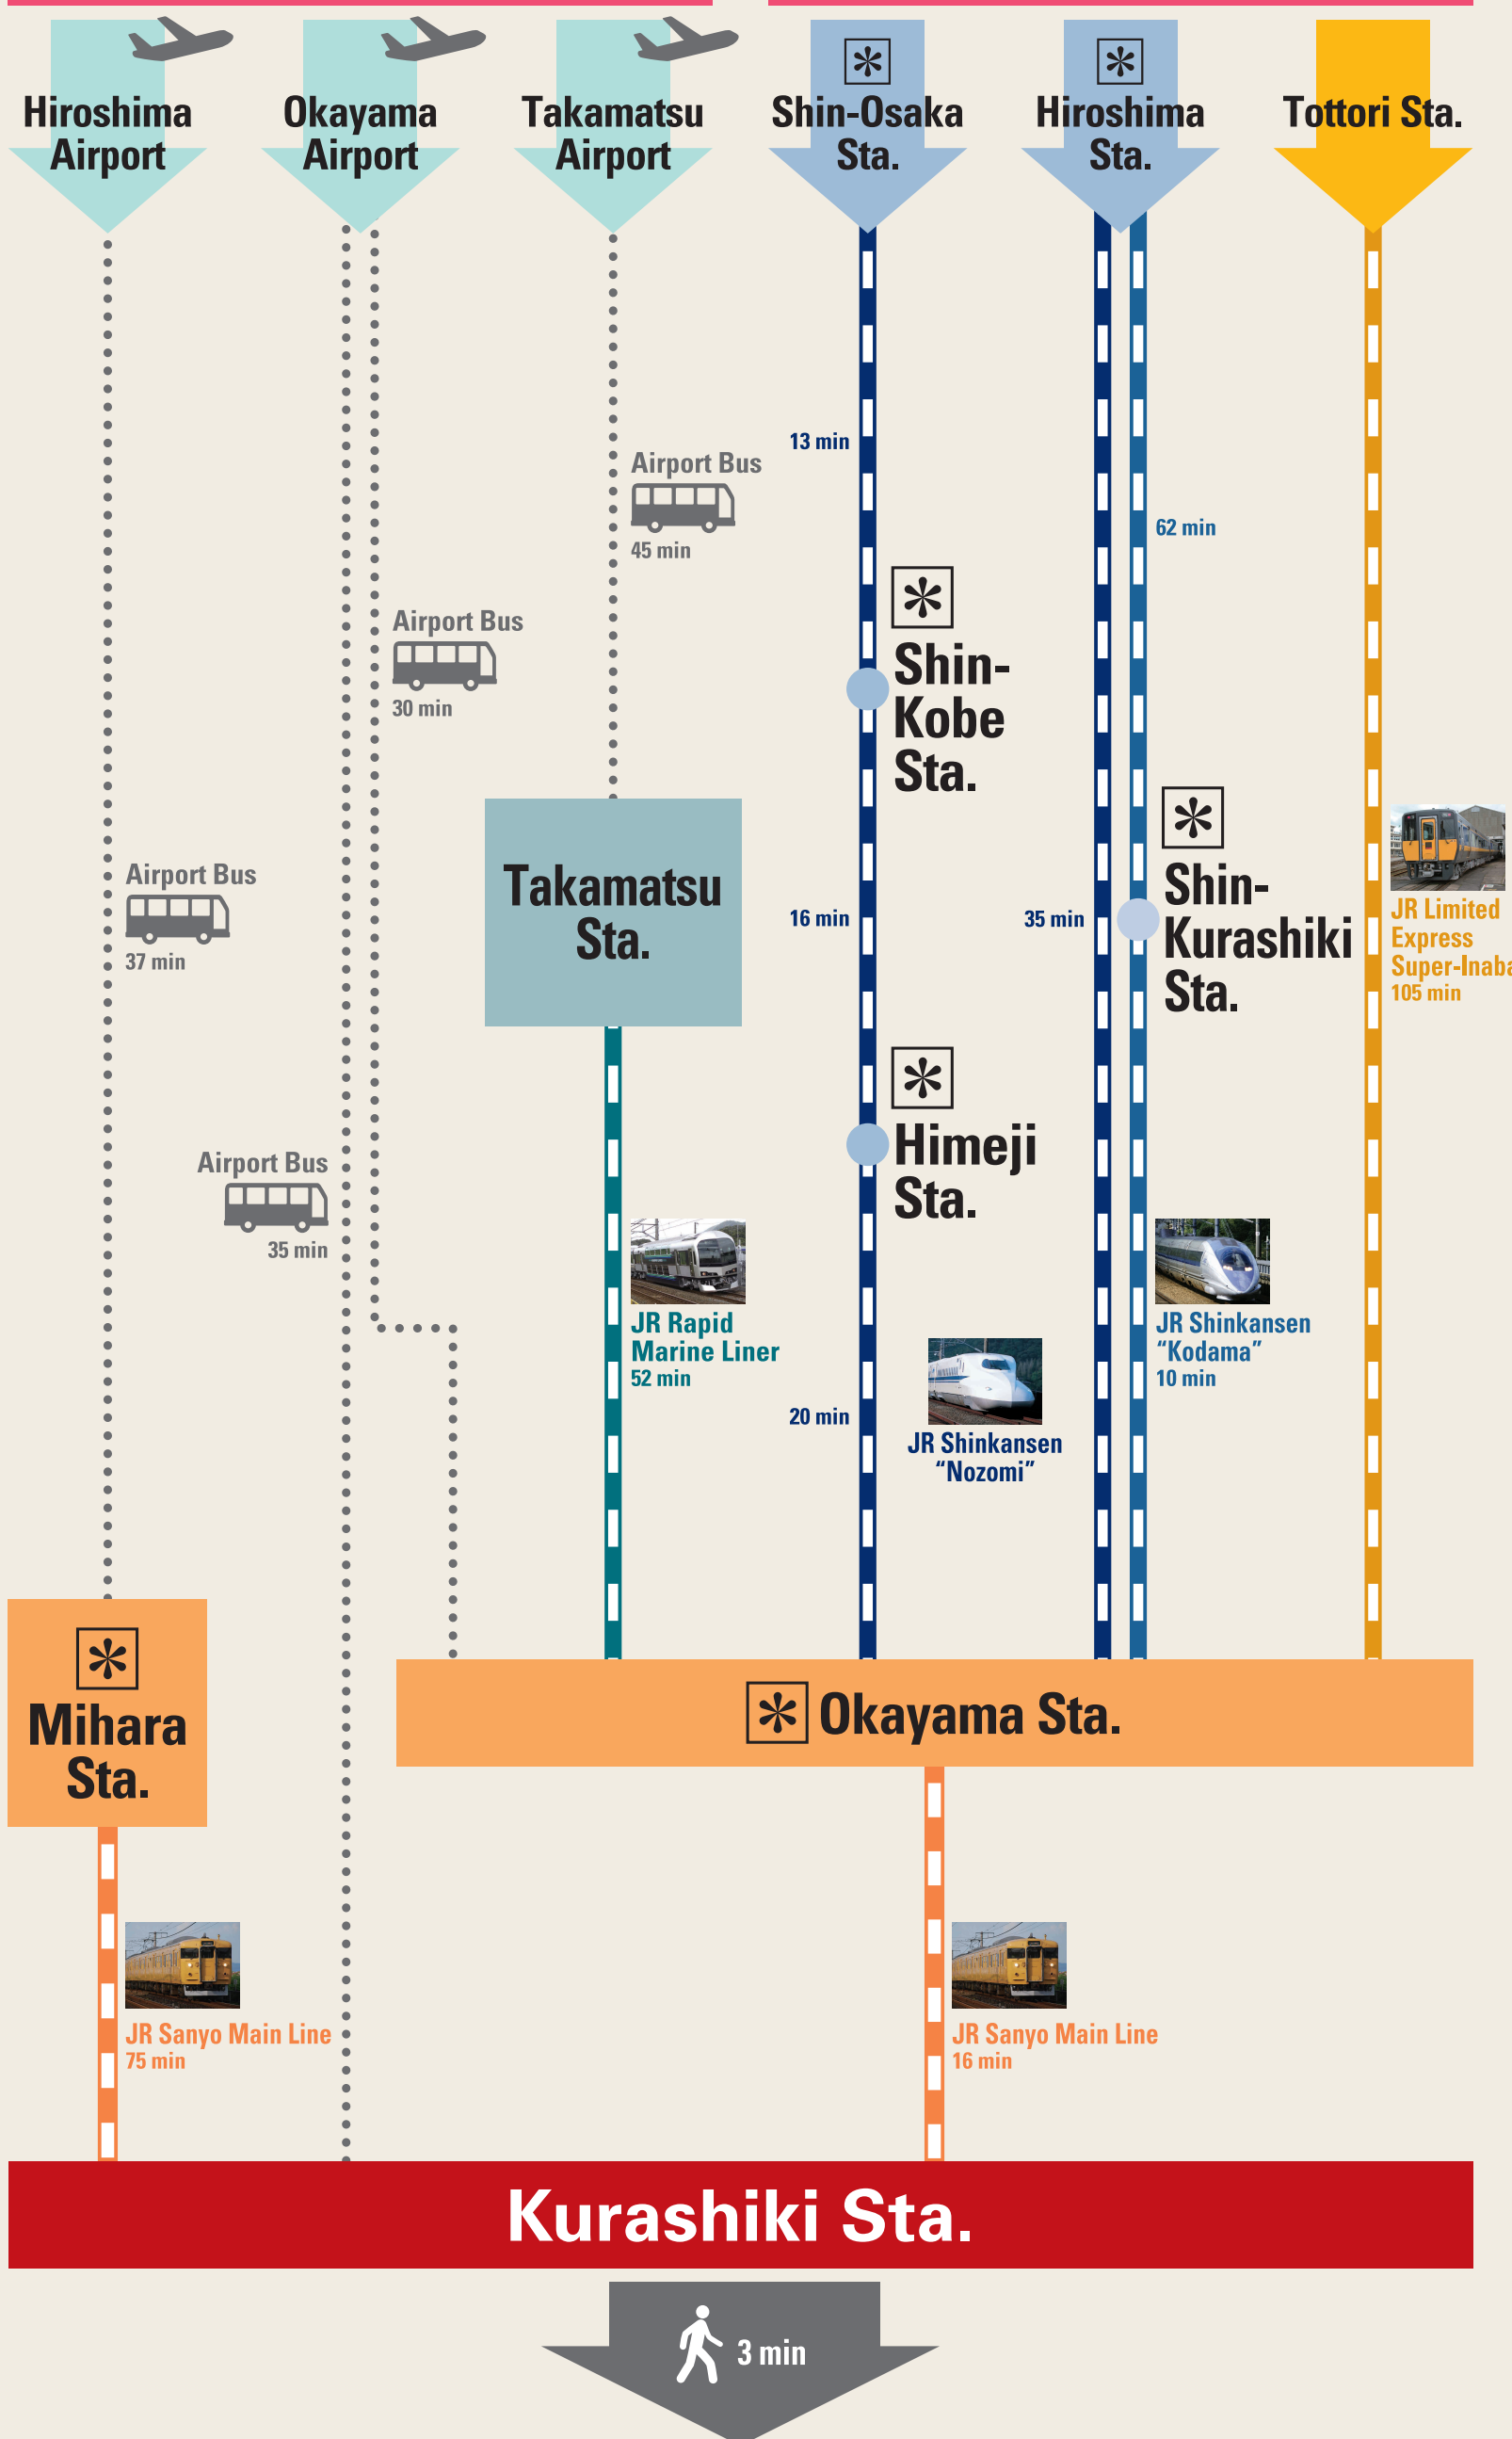 Hiroshima
Airport
Okayama
Airport
Takamatsu
Airport
Shin-Osaka
Sta.
Hiroshima
Sta.
Tottori Sta.
13 min
Airport Bus
45 min
62 min
Airport Bus
30 min
Shin-
Kobe
Sta.
Airport Bus
37 min
Takamatsu
Sta.
16 min
35 min
Shin-
Kurashiki
Sta.
JR Limited
Express
Super-Inaba
105 min
Himeji
Sta.
Airport Bus
35 min
JR Rapid
Marine Liner
52 min
20 min
JR Shinkansen
“Nozomi”
JR Shinkansen
“Kodama”
10 min
Mihara
Sta.
Okayama Sta.
JR Sanyo Main Line
75 min
JR Sanyo Main Line
16 min
Kurashiki Sta.
3 min